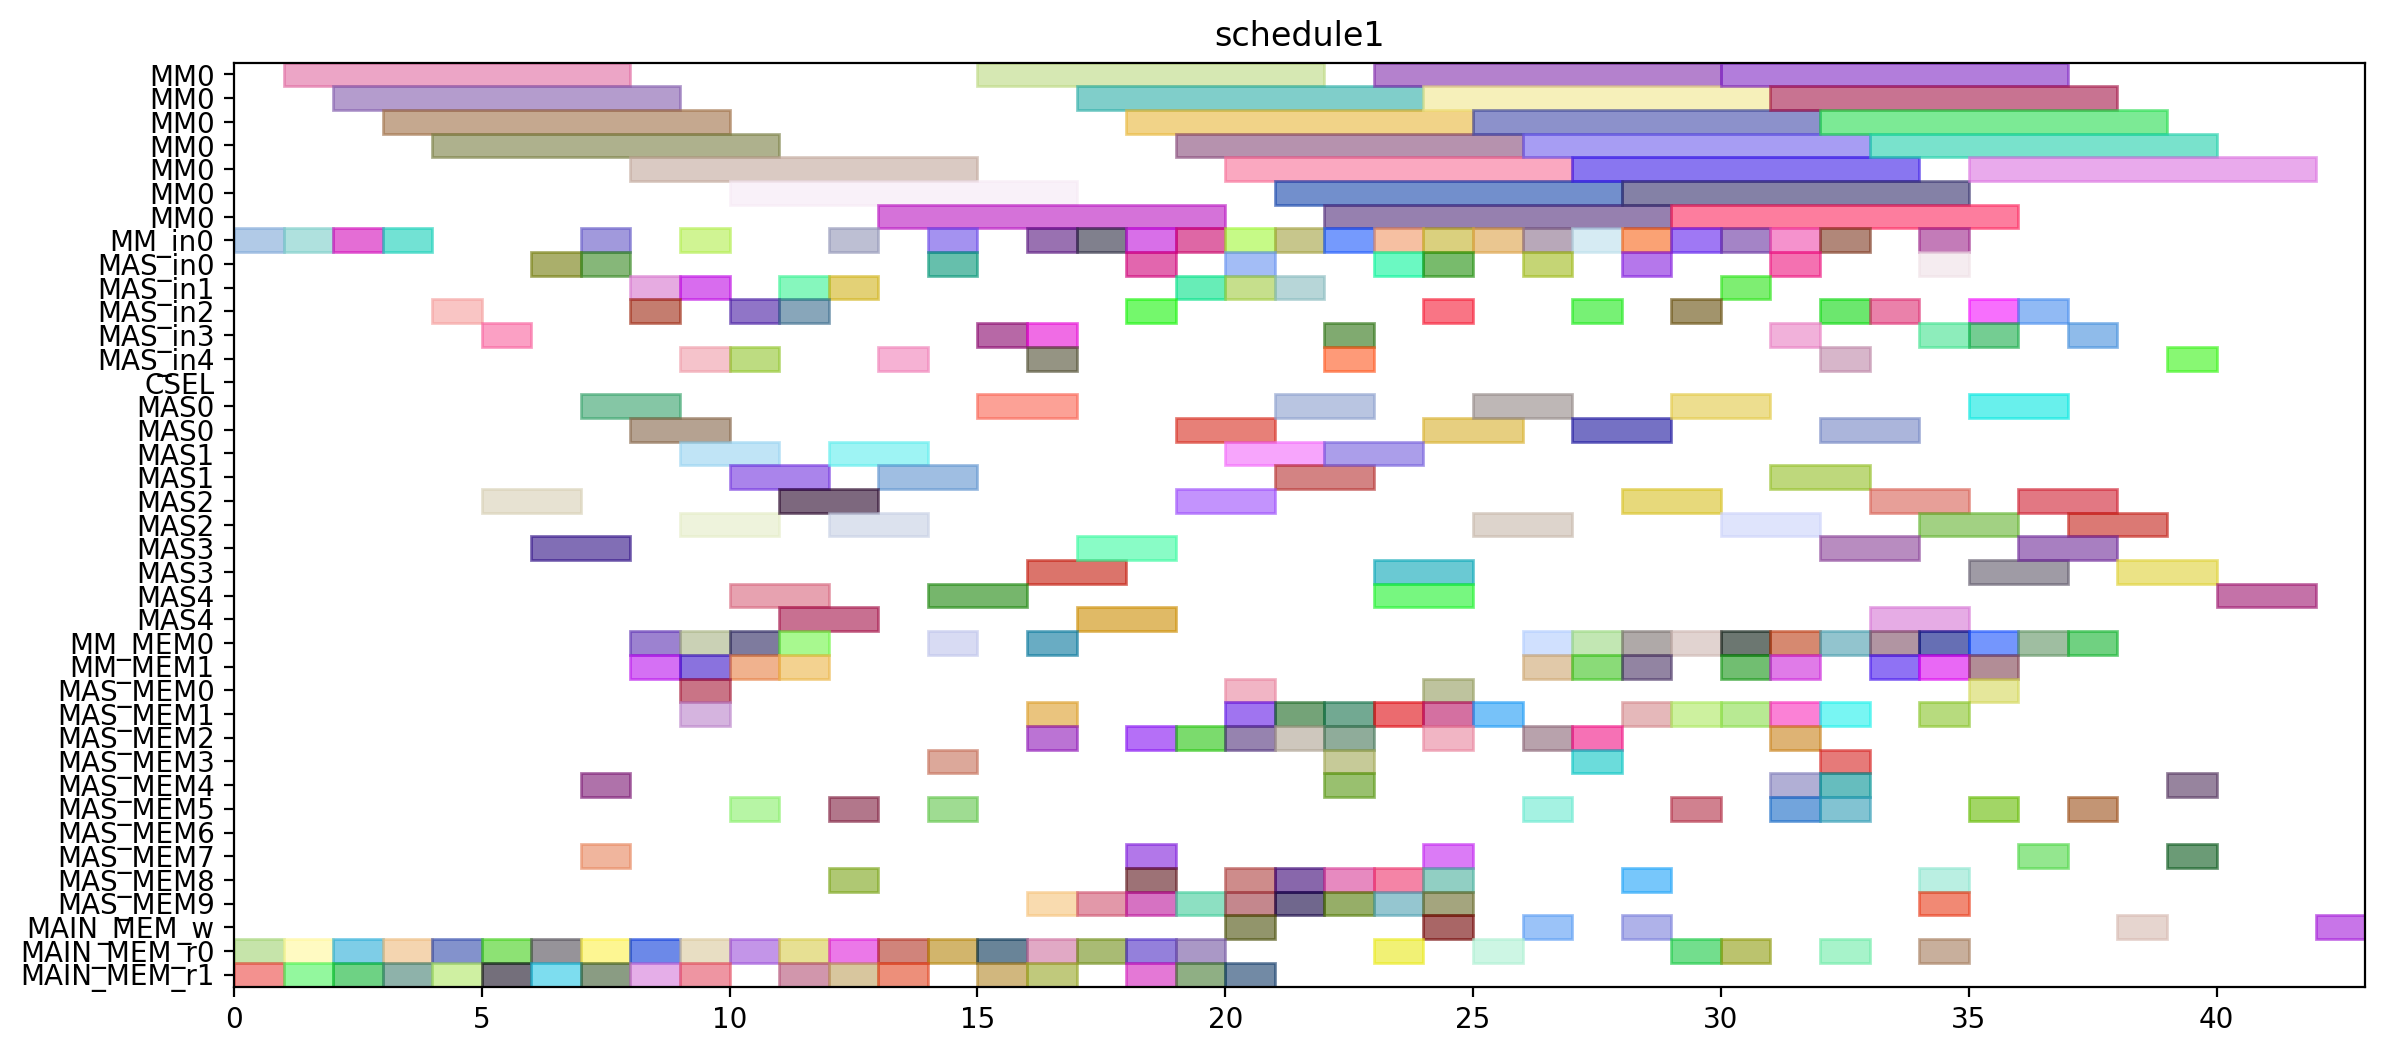 schedule1
MM0
MM0
MM0
MM0
MM0
MM0
MM0
MM_in0
MAS_in0
MAS_in1
MAS_in2
MAS_in3
MAS_in4
CSEL
MAS0
MAS0
MAS1
MAS1
MAS2
MAS2
MAS3
MAS3
MAS4
MAS4
MM_MEM0
MM_MEM1
MAS_MEM0
MAS_MEM1
MAS_MEM2
MAS_MEM3
MAS_MEM4
MAS_MEM5
MAS_MEM6
MAS_MEM7
MAS_MEM8
MAS_MEM9
MAIN_MEM_w
MAIN_MEM_r0
MAIN_MEM_r1
0 5 10 15 20 25 30 35 40